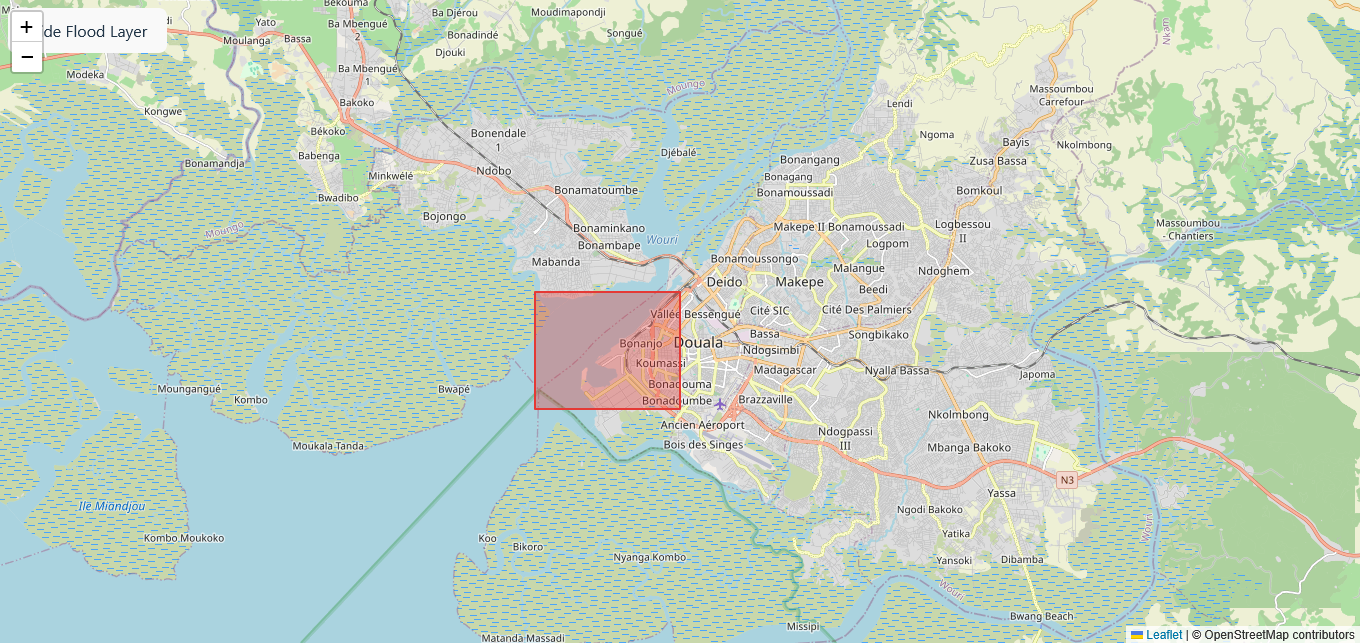 Bekouma
Ba Djérou
Moudimapondji
Yato
Ba Mbengué
2
Bonadindé
Songué
+
de Flood Layer
Moulanga
Bassa
Djouki
−
Modeka
Ba Mbengué
1
Moungo
Massoumbou
Carrefour
Nkam
Kongwe
Bakoko
Lendi
Békoko
Bonendale
1
Ngoma
Bayis
Nkolmbong
Babenga
Djébalé
Bonangang
Zusa Bassa
Bonamandja
Minkwélé
Ndobo
Bonagang
Bwadibo
Bonamatoumbe
Bonamoussadi
Bomkoul
Bojongo
Moungo
Bonaminkano
Makepe II
Bonamoussadi
Logbessou
II
Massoumbou
- Chantiers
Wouri
Bonambape
Logpom
Mabanda
Bonamoussongo
Malangue
Ndoghem
Deido
Makepe
Beedi
Vallée Bessengué
Cité SIC
Cité Des Palmiers
Bassa
Songbikako
Bonanjo
Douala
Ndogsimbi
Koumassi
Madagascar
Nyalla Bassa
Japoma
Moungangué
Bwapé
Bonadouma
Kombo
Bonadoumbe
Brazzaville
Nkolmbong
Ancien Aéroport
Ndogpassi
III
Moukala Tanda
Bois des Singes
Mbanga Bakoko
N3
Yassa
Ile Miandjou
Ngodi Bakoko
Kombo Moukoko
Koo
Bikoro
Yatika
Wouri
Nyanga Kombo
Yansoki
Dibamba
Wouri
Bwang Beach
Missipi
Matanda Massadi
Leaflet | © OpenStreetMap contributors